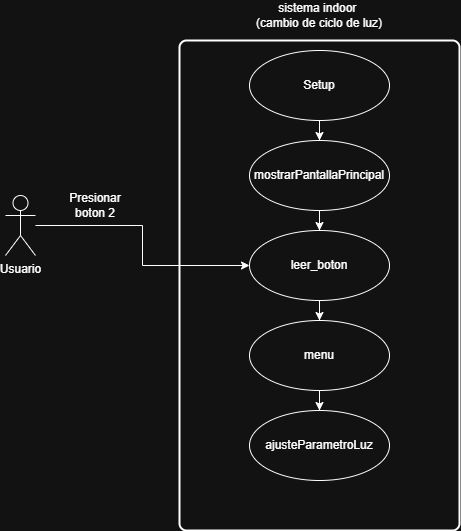 sistema indoor
(cambio de ciclo de luz)
Setup
mostrarPantallaPrincipal
Presionar
boton 2
Usuario
leer_boton
menu
ajusteParametroLuz